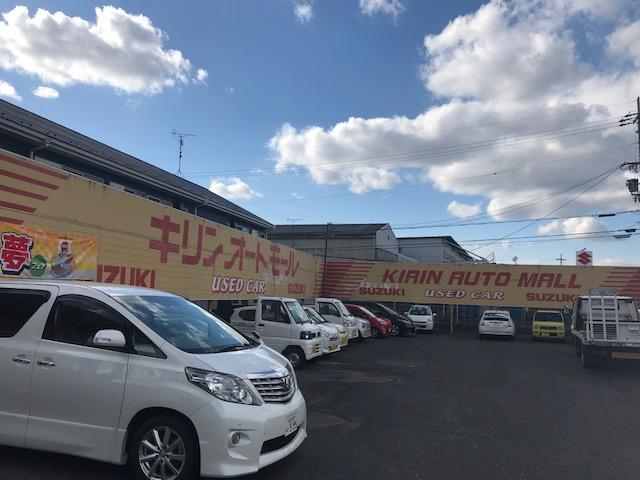 夢
キリンオートモール
SUZUKI
USED CAR
KIRIN AUTO MALL
SUZUKI
USED CAR
SUZUKI